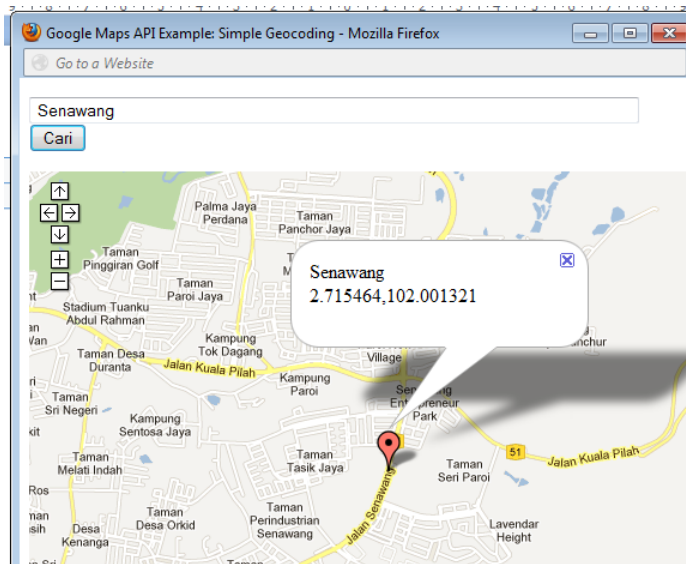 Google Maps API Example: Simple Geocoding - Mozilla Firefox
Go to a Website
Senawang
Cari
Palma Jaya
Perdana
Taman
Panchor Jaya
Taman
Pinggiran Golf
Senawang
2.715464,102.001321
Taman
Paroi Jaya
Stadium Tuanku
Abdul Rahman
Kampung
Tok Dagang
Village
Taman Desa
Duranta
Jalan Kuala Pilah
Kampung
Paroi
Entrepreneur
Park
Taman
Sri Negeri
Kampung
Sentosa Jaya
Taman
Melati Indah
Taman
Tasik Jaya
51
Jalan Kuala Pilah
Taman
Seri Paroi
Jalan Senawang
Taman
Desa Orkid
Taman
Perindustrian
Senawang
Lavendar
Height
Desa
Kenanga